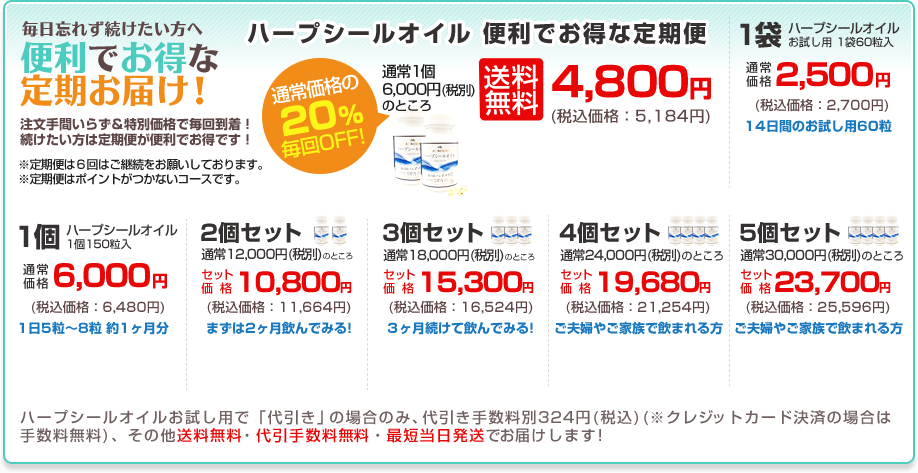 毎日忘れず続けたい方へ
便利でお得な
定期お届け！
注文手間いらず＆特別価格で毎回到着！
続けたい方は定期便が便利でお得です！
※定期便は６回はご継続をお願いしております。
※定期便はポイントがつかないコースです。
ハープシールオイル 便利でお得な定期便
通常価格の
20％
毎回OFF!
通常1個
6,000円(税別)
のところ
送料
無料
4,800円
(税込価格：5,184円)
1袋 ハープシールオイル
お試し用 1袋60粒入
通常
価格 2,500円
(税込価格：2,700円)
14日間のお試し用60粒
1個 ハープシールオイル
1個150粒入
通常
価格 6,000円
(税込価格：6,480円)
1日5粒〜8粒 約1ヶ月分
2個セット
通常12,000円(税別)のところ
セット
価 格 10,800円
(税込価格：11,664円)
まずは2ヶ月飲んでみる!
3個セット
通常18,000円(税別)のところ
セット
価 格 15,300円
(税込価格：16,524円)
３ヶ月続けて飲んでみる!
4個セット
通常24,000円(税別)のところ
セット
価 格 19,680円
(税込価格：21,254円)
ご夫婦やご家族で飲まれる方
5個セット
通常30,000円(税別)のところ
セット
価 格 23,700円
(税込価格：25,596円)
ご夫婦やご家族で飲まれる方
ハープシールオイルお試し用で「代引き」の場合のみ、代引き手数料別324円(税込)(※クレジットカード決済の場合は
手数料無料)、その他送料無料・代引手数料無料・最短当日発送でお届けします!